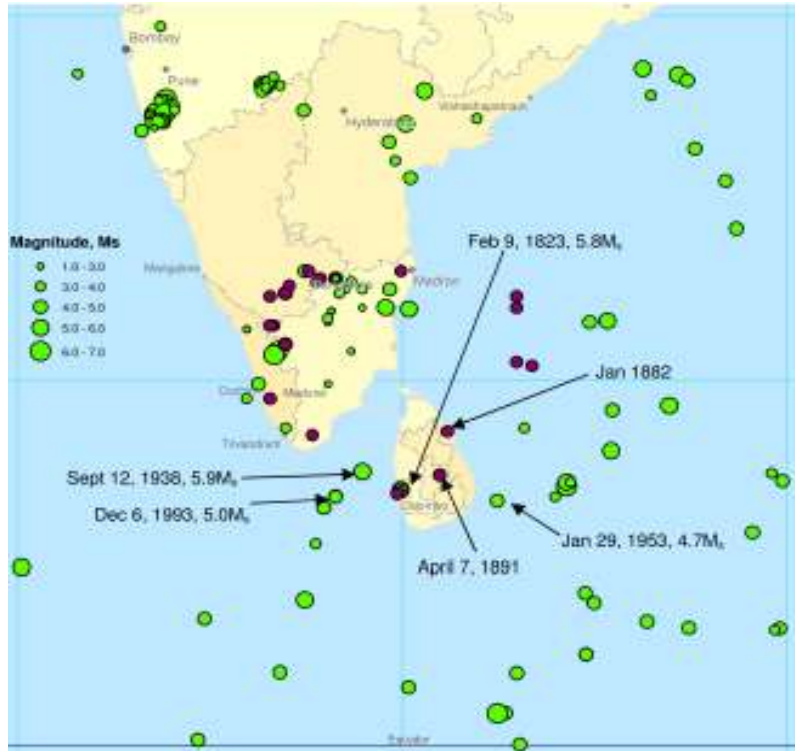 Bombay
Pune
Hyderabad
Vishakhapatnam
Magnitude, Ms
1.0 - 3.0
3.0 - 4.0
4.0 - 5.0
5.0 - 6.0
6.0 - 7.0
Feb 9, 1823, 5.8Ms
Mangalore
Madras
Jan 1882
Madurai
Trivandrum
Sept 12, 1938, 5.9Ms
Dec 6, 1993, 5.0Ms
Colombo
Jan 29, 1953, 4.7Ms
April 7, 1891
Equator